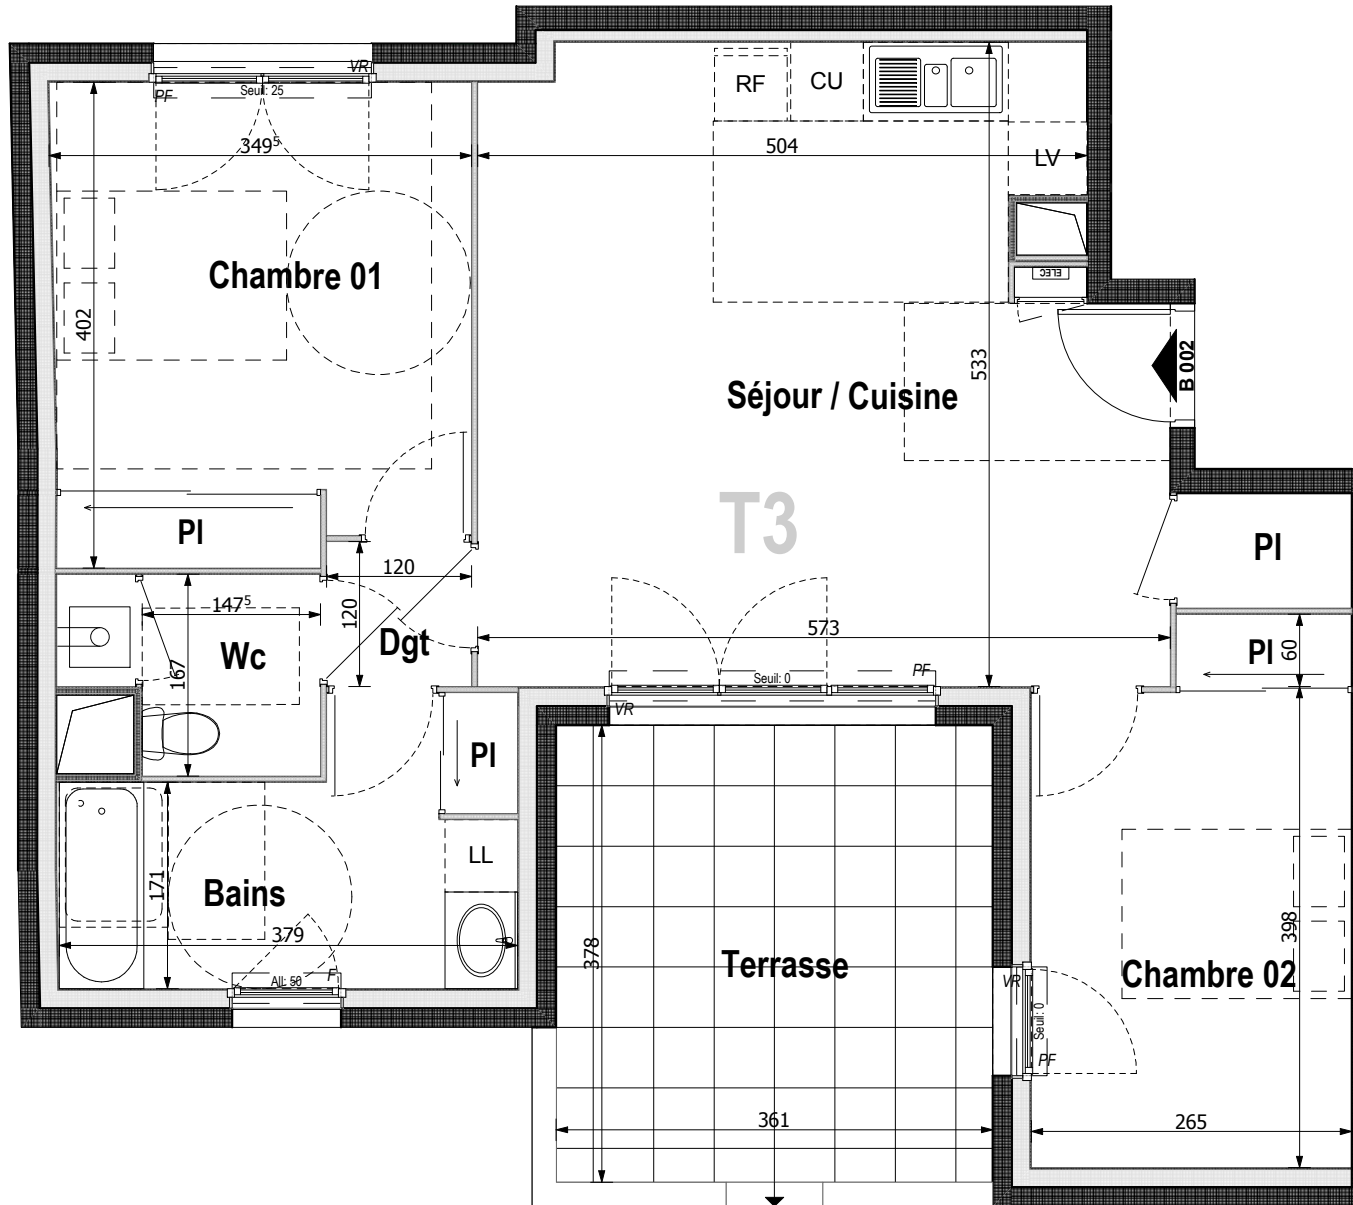 VR
PF
Seuil: 25
RF
CU
349⁵
504
LV
ELEC
Chambre 01
402
533
B 002
Séjour / Cuisine
T3
Pl
Pl
120
120
147⁵
Wc
167
Dgt
573
Pl
60
Seuil: 0
PF
VR
Pl
LL
171
Bains
379
All: 50
F
378
Terrasse
398
Chambre 02
VR
Seuil: 0
PF
361
265